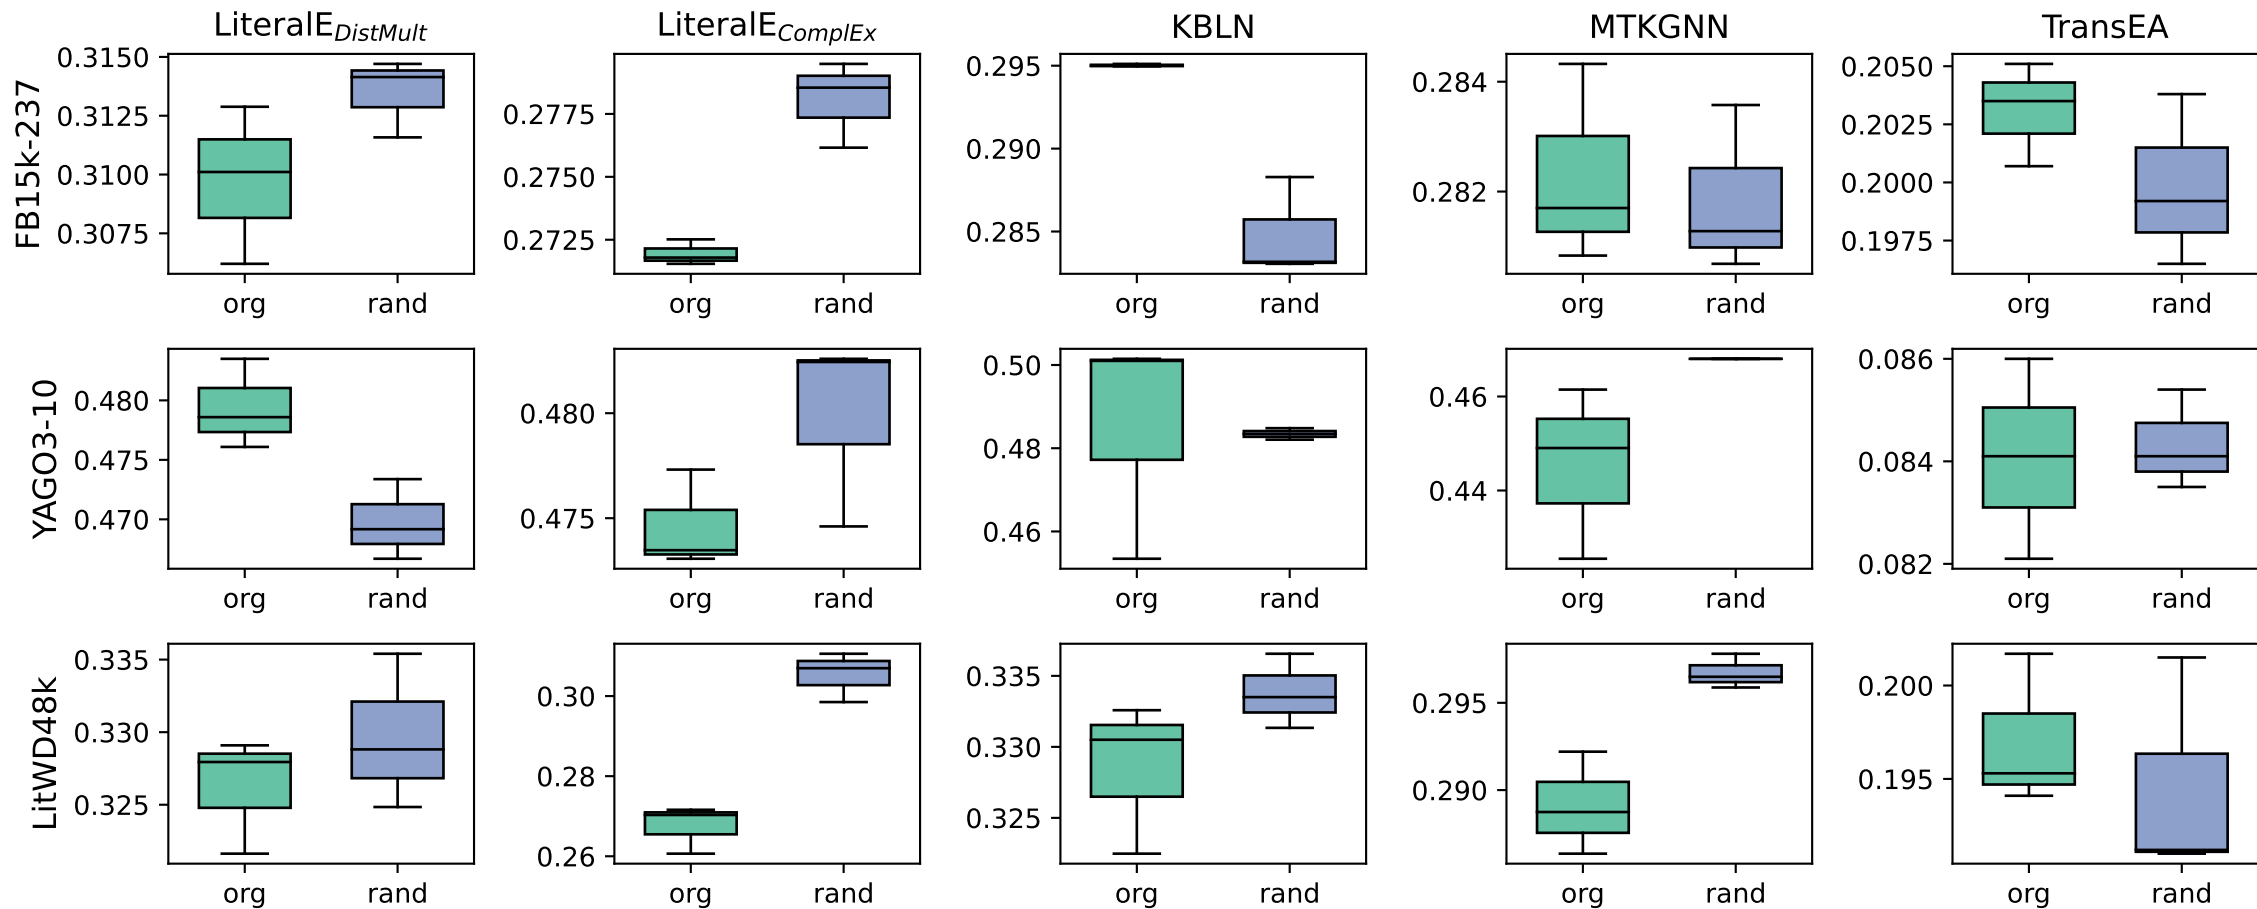 LiteralE_DistMult LiteralE_ComplEx KBLN MTKGNN TransEA
FB15k-237
0.3150 0.3125 0.3100 0.3075
org rand
0.2775 0.2750 0.2725
org rand
0.295 0.290 0.285
org rand
0.284 0.282
org rand
0.2050 0.2025 0.2000 0.1975
org rand
YAGO3-10
0.480 0.475 0.470
org rand
0.480 0.475
org rand
0.50 0.48 0.46
org rand
0.46 0.44
org rand
0.086 0.084 0.082
org rand
LitWD48k
0.335 0.330 0.325
org rand
0.30 0.28 0.26
org rand
0.335 0.330 0.325
org rand
0.295 0.290
org rand
0.200 0.195
org rand